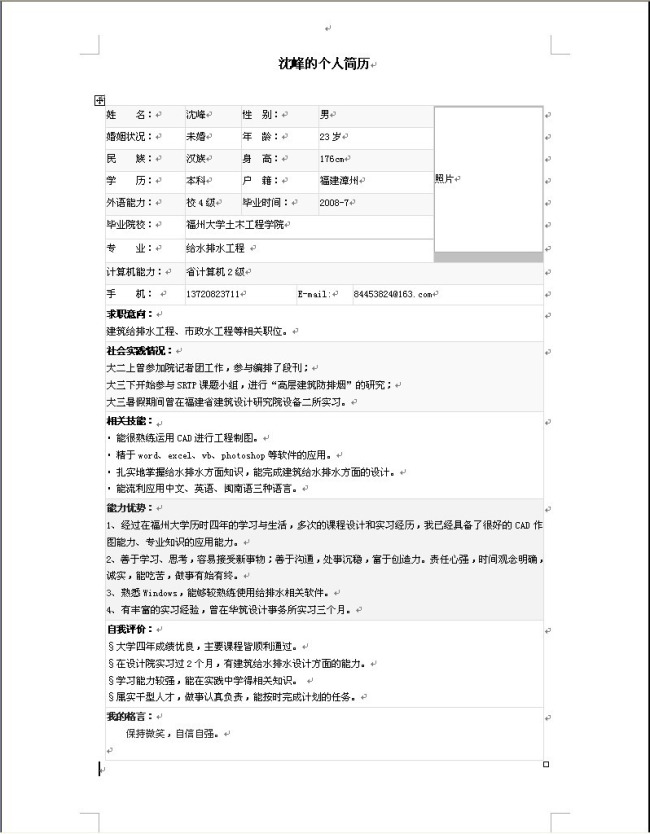 沈峰的个人简历
姓 名： 沈峰 性 别： 男
婚姻状况： 未婚 年 龄： 23岁
民 族： 汉族 身 高： 176cm
照片
学 历： 本科 户 籍： 福建漳州
外语能力： 校4级 毕业时间： 2008-7
毕业院校： 福州大学土木工程学院
专 业： 给水排水工程
计算机能力： 省计算机2级
手 机： 13720823711 E-mail: 84453824@163.com
求职意向：
建筑给排水工程、市政水工程等相关职位。
社会实践情况：
大二上曾参加院记者团工作，参与编排了段刊；
大三下开始参与SRTP课题小组，进行“高层建筑防排烟”的研究；
大三暑假期间曾在福建省建筑设计研究院设备二所实习。
相关技能：
· 能很熟练运用CAD进行工程制图。
· 精于word、excel、vb、photoshop等软件的应用。
· 扎实地掌握给水排水方面知识，能完成建筑给水排水方面的设计。
· 能流利应用中文、英语、闽南语三种语言。
能力优势：
1、经过在福州大学历时四年的学习与生活，多次的课程设计和实习经历，我已经具备了很好的CAD作
图能力、专业知识的应用能力。
2、善于学习、思考，容易接受新事物；善于沟通，处事沉稳，富于创造力。责任心强，时间观念明确，
诚实，能吃苦，做事有始有终。
3、熟悉Windows，能够较熟练使用给排水相关软件。
4、有丰富的实习经验，曾在华筑设计事务所实习三个月。
自我评价：
§大学四年成绩优良，主要课程皆顺利通过。
§在设计院实习过2个月，有建筑给水排水设计方面的能力。
§学习能力较强，能在实践中学得相关知识。
§属实干型人才，做事认真负责，能按时完成计划的任务。
我的格言：
保持微笑，自信自强。